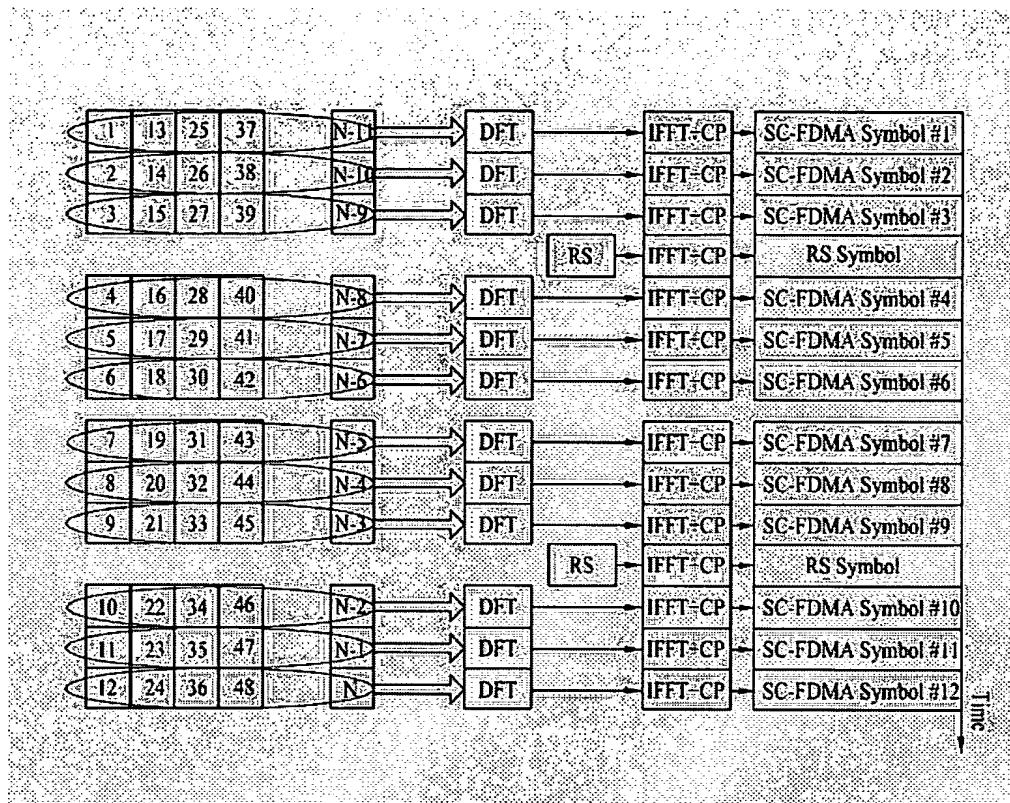 1 13 25 37 N-11 DFT IFFT+CP SC-FDMA Symbol #1
2 14 26 38 N-10 DFT IFFT+CP SC-FDMA Symbol #2
3 15 27 39 N-9 DFT IFFT+CP SC-FDMA Symbol #3
RS IFFT+CP RS Symbol
4 16 28 40 N-8 DFT IFFT+CP SC-FDMA Symbol #4
5 17 29 41 N-7 DFT IFFT+CP SC-FDMA Symbol #5
6 18 30 42 N-6 DFT IFFT+CP SC-FDMA Symbol #6
7 19 31 43 N-5 DFT IFFT+CP SC-FDMA Symbol #7
8 20 32 44 N-4 DFT IFFT+CP SC-FDMA Symbol #8
9 21 33 45 N-3 DFT IFFT+CP SC-FDMA Symbol #9
RS IFFT+CP RS Symbol
10 22 34 46 N-2 DFT IFFT+CP SC-FDMA Symbol #10
11 23 35 47 N-1 DFT IFFT+CP SC-FDMA Symbol #11
12 24 36 48 N DFT IFFT+CP SC-FDMA Symbol #12
Time